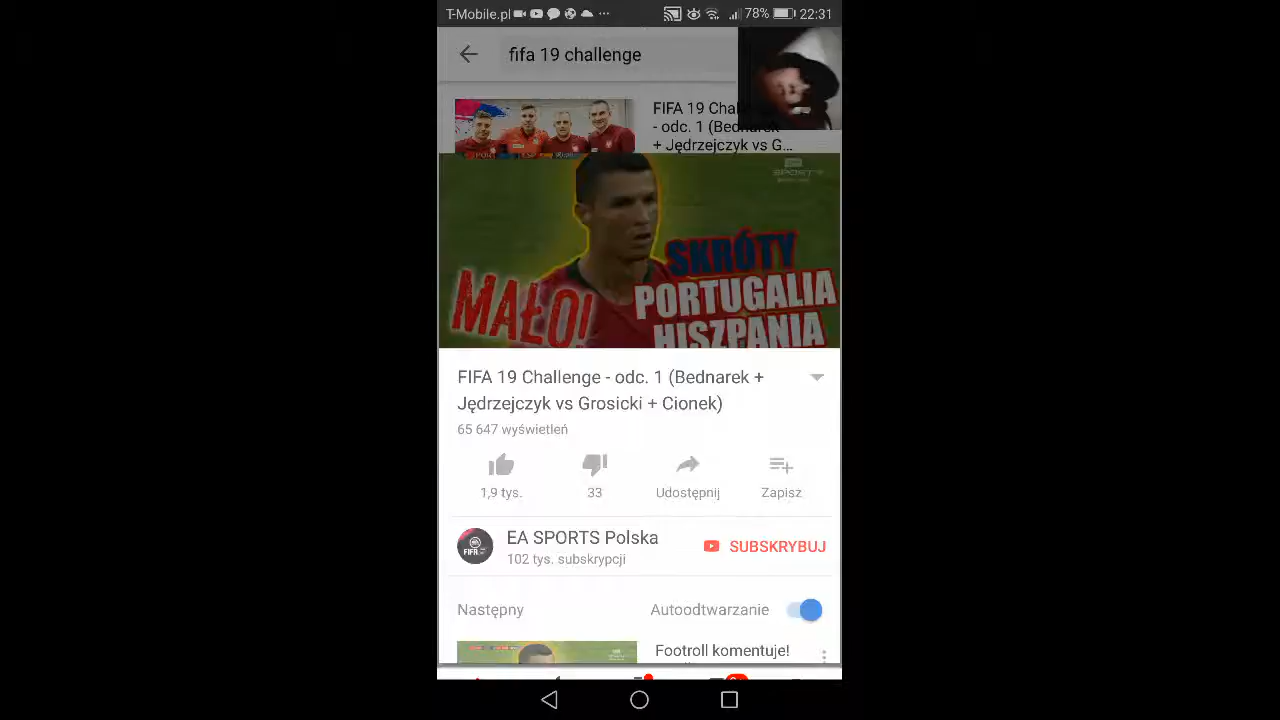 T-Mobile.pl
78% 22:31
fifa 19 challenge
FIFA 19 Chal
- odc. 1 (Bednarek
+ Jędrzejczyk vs G...
SPORT
MAŁO!
SKRÓTY
PORTUGALIA
HISZPANIA
FIFA 19 Challenge - odc. 1 (Bednarek +
Jędrzejczyk vs Grosicki + Cionek)
65 647 wyświetleń
1,9 tys.
33
Udostępnij
Zapisz
EA SPORTS Polska
102 tys. subskrypcji
SUBSKRYBUJ
Następny
Autoodtwarzanie
Footroll komentuje!